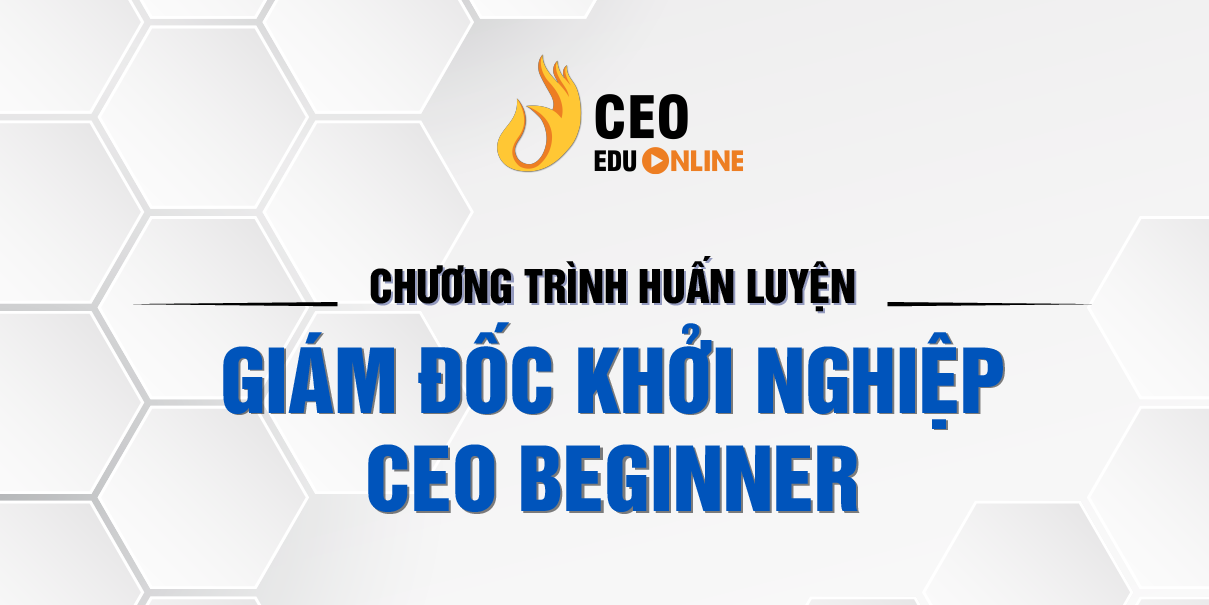 CEO
EDU ONLINE
CHƯƠNG TRÌNH HUẤN LUYỆN
GIÁM ĐỐC KHỞI NGHIỆP
CEO BEGINNER